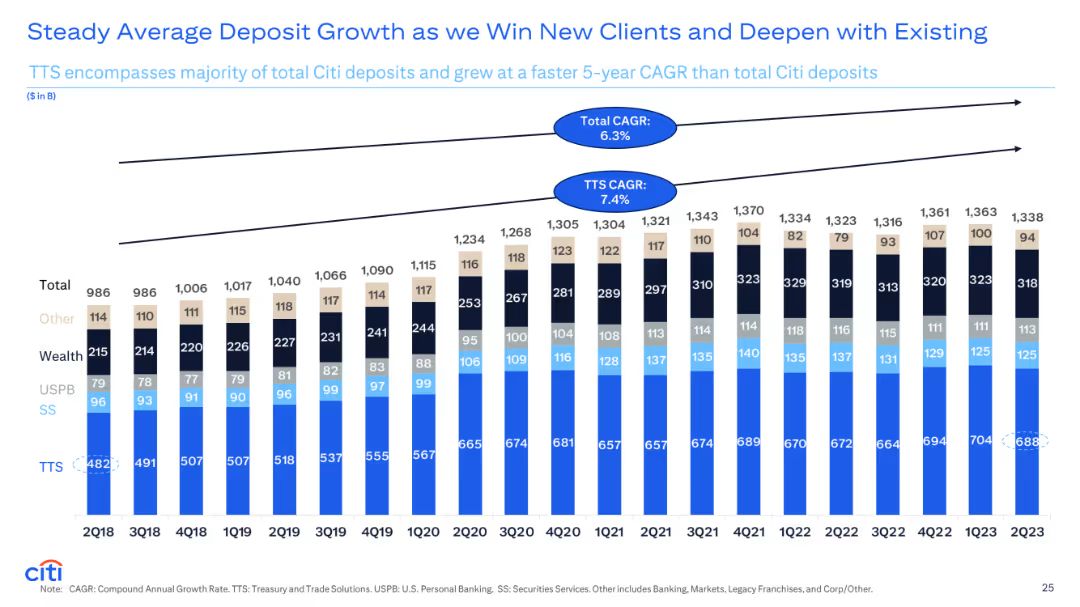 Steady Average Deposit Growth as we Win New Clients and Deepen with Existing
TTS encompasses majority of total Citi deposits and grew at a faster 5-year CAGR than total Citi deposits
($ in B)
Total CAGR:
6.3%
TTS CAGR:
7.4%
Total 986 986 1,006 1,017 1,040 1,066 1,090 1,115 1,234 1,268 1,305 1,304 1,321 1,343 1,370 1,334 1,323 1,316 1,361 1,363 1,338
Other 114 110 111 115 118 117 114 117 116 118 123 122 117 110 104 82 79 93 107 100 94
Wealth 215 214 220 226 227 231 241 244 253 267 281 289 297 310 323 329 319 313 320 323 318
USPB 79 78 77 79 81 82 83 88 95 100 104 108 113 114 114 118 116 115 111 111 113
SS 96 93 91 90 96 99 97 99 106 109 116 128 137 135 140 135 137 131 129 125 125
TTS 482 491 507 507 518 537 555 567 665 674 681 657 657 674 689 670 672 664 694 704 688
2Q18 3Q18 4Q18 1Q19 2Q19 3Q19 4Q19 1Q20 2Q20 3Q20 4Q20 1Q21 2Q21 3Q21 4Q21 1Q22 2Q22 3Q22 4Q22 1Q23 2Q23
citi
Note: CAGR: Compound Annual Growth Rate. TTS: Treasury and Trade Solutions. USPB: U.S. Personal Banking. SS: Securities Services. Other includes Banking, Markets, Legacy Franchises, and Corp/Other.
25